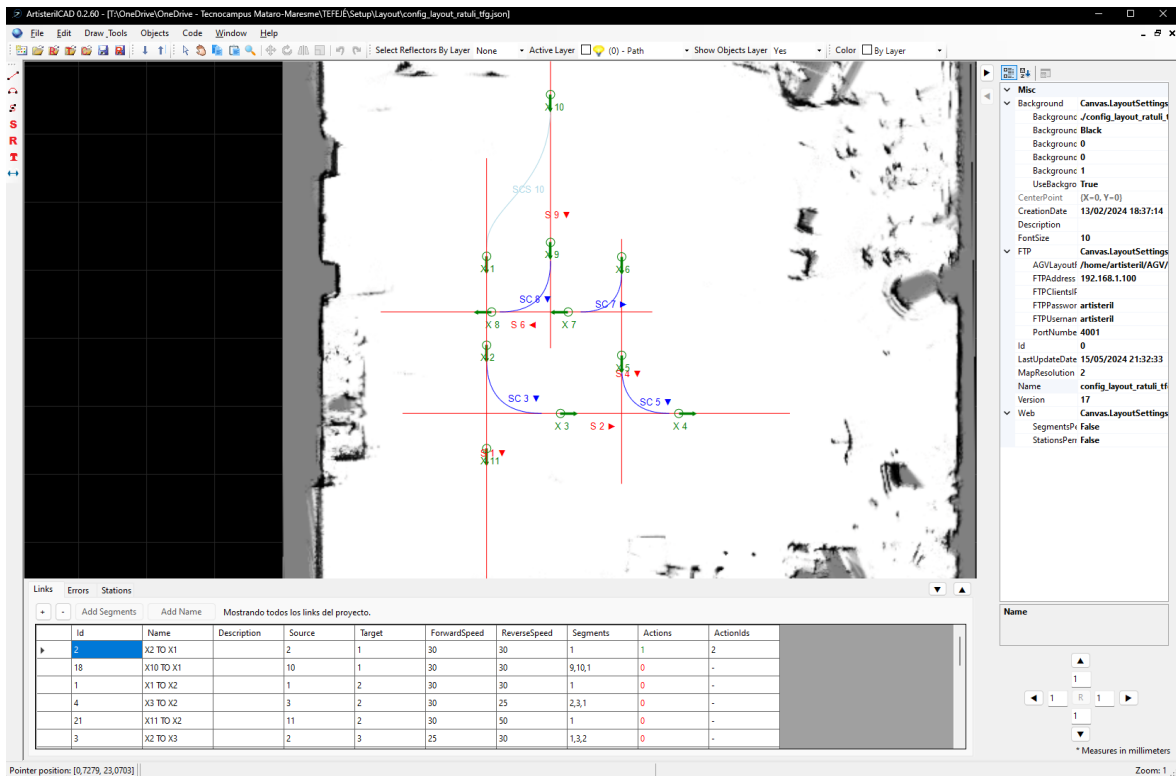 ArtisterilCAD 0.2.60 - [T:\OneDrive\OneDrive - Tecnocampus Mataro-Maresme\TEFEJÉ\Setup\Layout\config_layout_ratuli_tfg.json]
File Edit Draw_Tools Objects Code Window Help
Select Reflectors By Layer None Active Layer (0) - Path Show Objects Layer Yes Color By Layer
S
R
T
X 10
SCS 10
S 9
X 1
X 9
X 6
SC 8
SC 7
X 8 S 6 X 7
X 2
X 5
S 4
SC 3
SC 5
X 3 S 2 X 4
S 1
X 11
Misc
Background Canvas.LayoutSettings
Background ./config_layout_ratuli_t
Background Black
Background 0
Background 0
Background 1
UseBackgro True
CenterPoint {X=0, Y=0}
CreationDate 13/02/2024 18:37:14
Description
FontSize 10
FTP Canvas.LayoutSettings
AGVLayoutF /home/artisteril/AGV/
FTPAddress 192.168.1.100
FTPClientsIF
FTPPasswor artisteril
FTPUsernan artisteril
PortNumbe 4001
Id 0
LastUpdateDate 15/05/2024 21:32:33
MapResolution 2
Name config_layout_ratuli_tf
Version 17
Web Canvas.LayoutSettings
SegmentsPe False
StationsPerr False
Name
1
1 R 1
1
* Measures in millimeters
Links Errors Stations
+ - Add Segments Add Name Mostrando todos los links del proyecto.
Id Name Description Source Target ForwardSpeed ReverseSpeed Segments Actions ActionIds
2 X2 TO X1 2 1 30 30 1 1 2
18 X10 TO X1 10 1 30 30 9,10,1 0 -
1 X1 TO X2 1 2 30 30 1 0 -
4 X3 TO X2 3 2 30 25 2,3,1 0 -
21 X11 TO X2 11 2 30 50 1 0 -
3 X2 TO X3 2 3 25 30 1,3,2 0 -
Pointer position: [0,7279, 23,0703] Zoom: 1